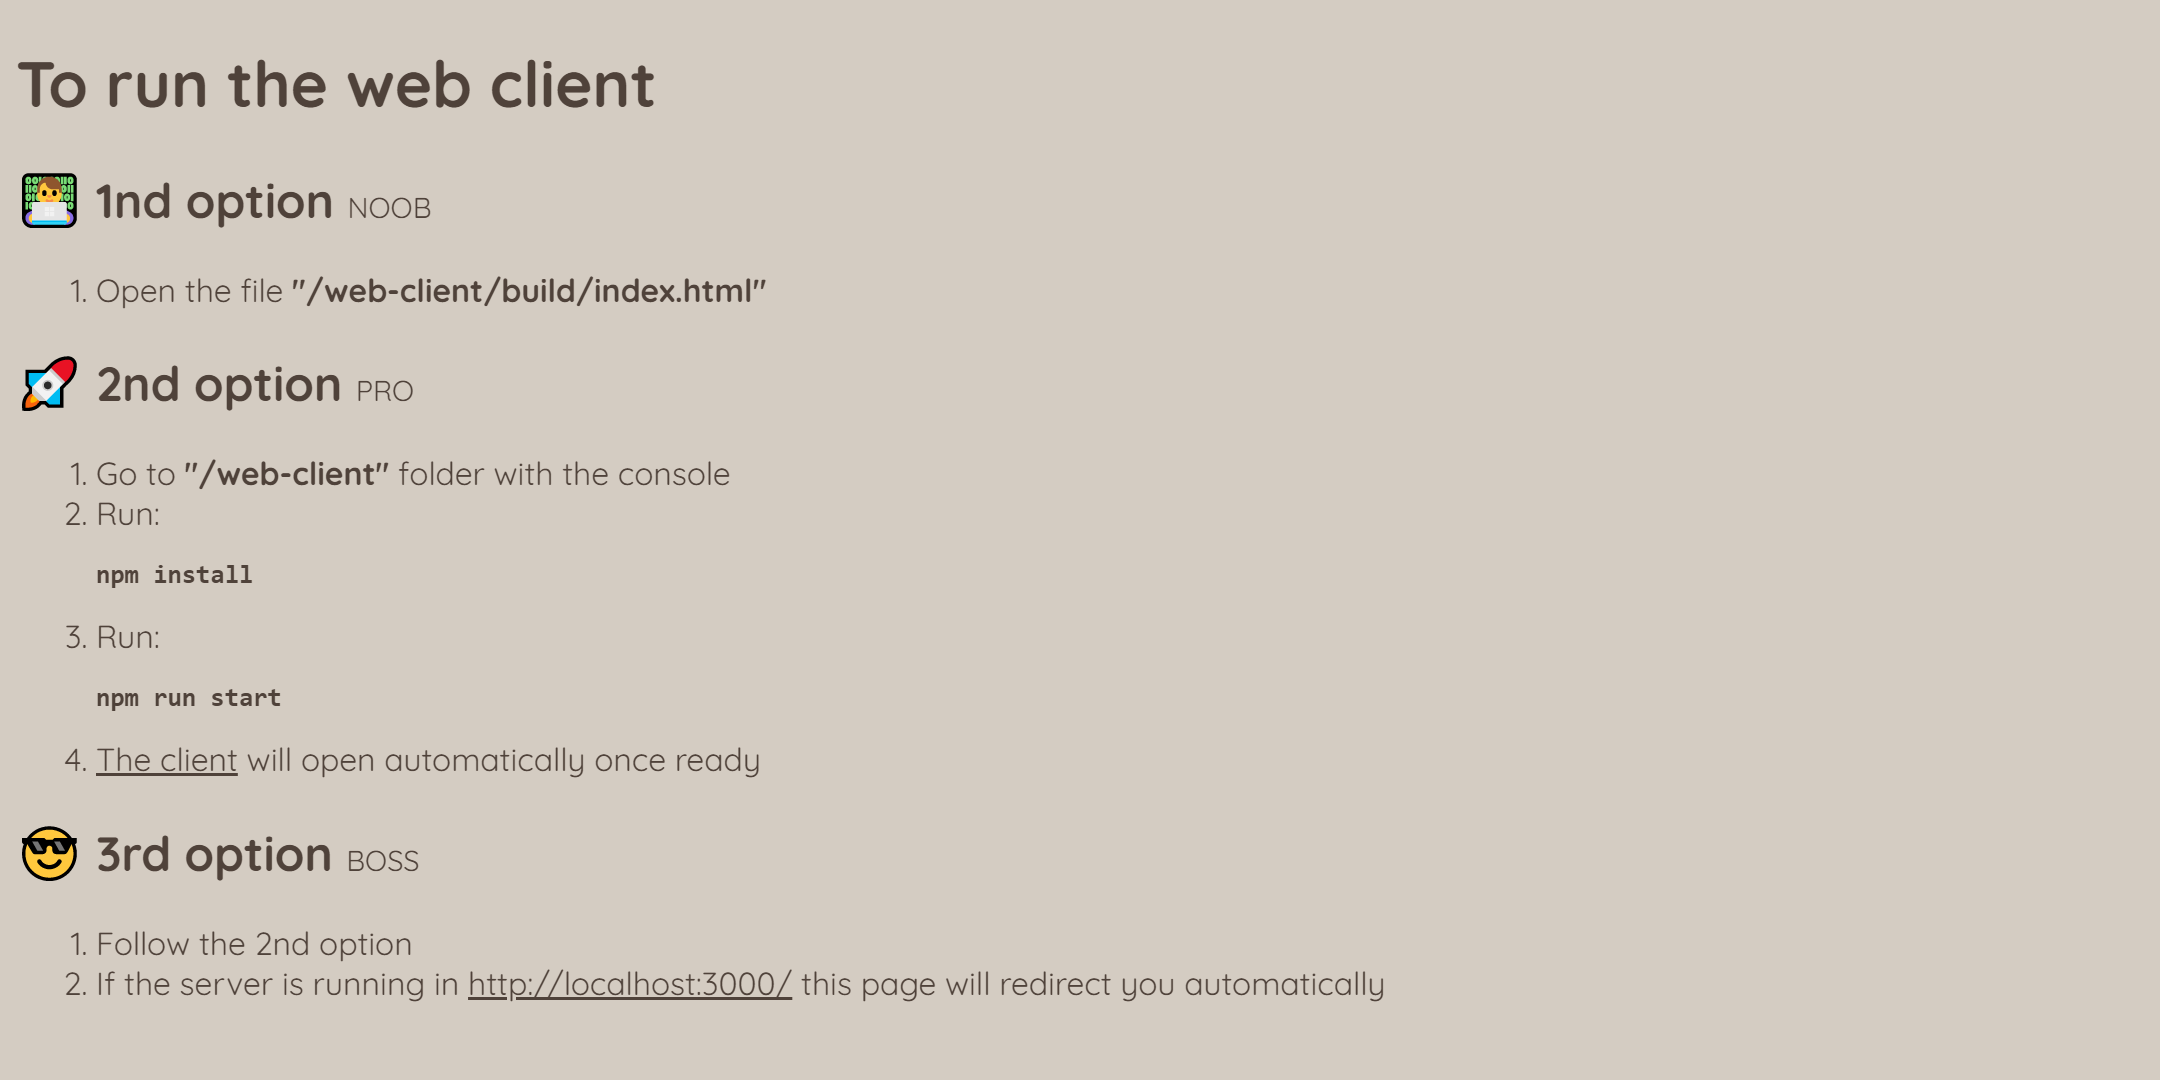 To run the web client
1nd option NOOB
1. Open the file "/web-client/build/index.html"
2nd option PRO
1. Go to "/web-client" folder with the console
2. Run:
npm install
3. Run:
npm run start
4. The client will open automatically once ready
3rd option BOSS
1. Follow the 2nd option
2. If the server is running in http://localhost:3000/ this page will redirect you automatically